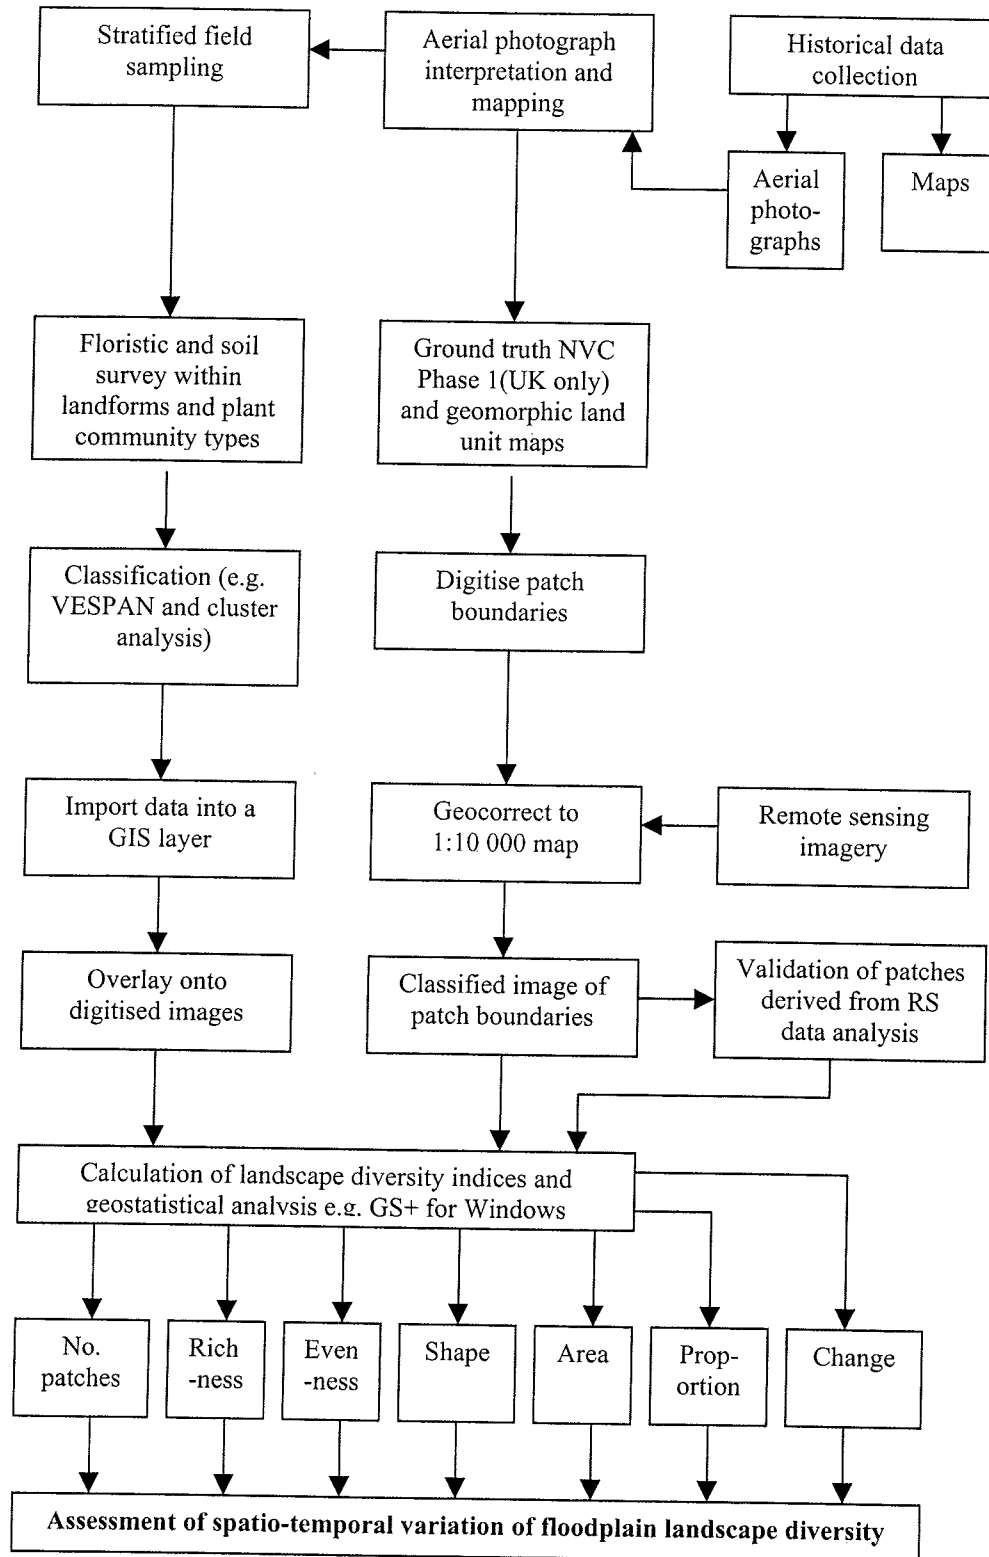 Stratified field
sampling
Aerial photograph
interpretation and
mapping
Historical data
collection
Aerial
photo-
graphs
Maps
Floristic and soil
survey within
landforms and plant
community types
Ground truth NVC
Phase 1(UK only)
and geomorphic land
unit maps
Classification (e.g.
VESPAN and cluster
analysis)
Digitise patch
boundaries
Import data into a
GIS layer
Geocorrect to
1:10 000 map
Remote sensing
imagery
Overlay onto
digitised images
Classified image of
patch boundaries
Validation of patches
derived from RS
data analysis
Calculation of landscape diversity indices and
geostatistical analysis e.g. GS+ for Windows
No.
patches
Rich
-ness
Even
-ness
Shape
Area
Prop-
ortion
Change
Assessment of spatio-temporal variation of floodplain landscape diversity